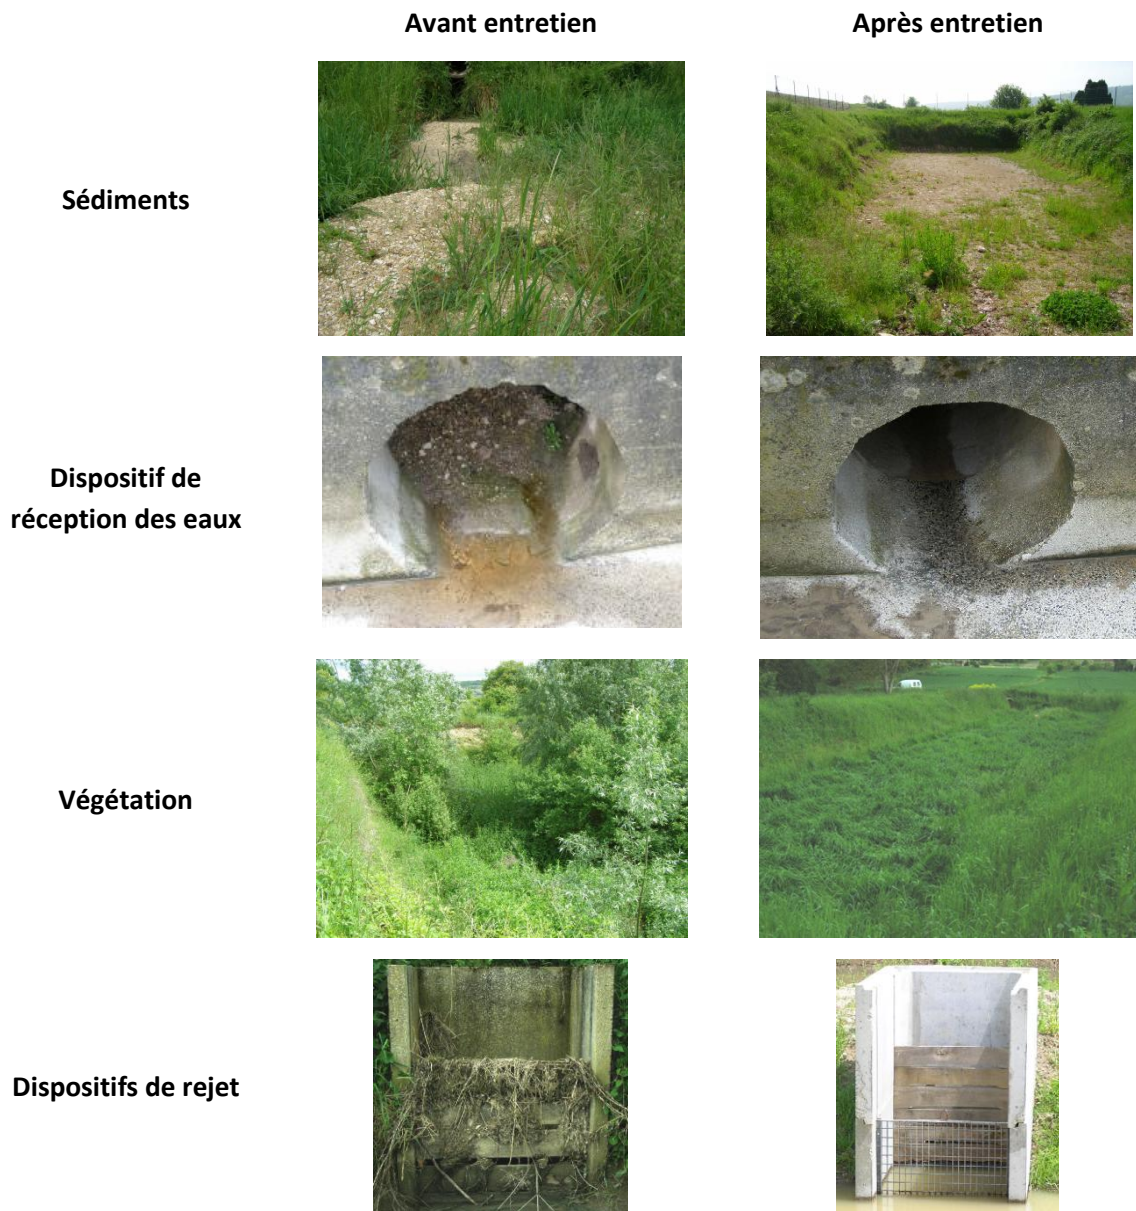 Avant entretien
Après entretien
Sédiments
Dispositif de
réception des eaux
Végétation
Dispositifs de rejet